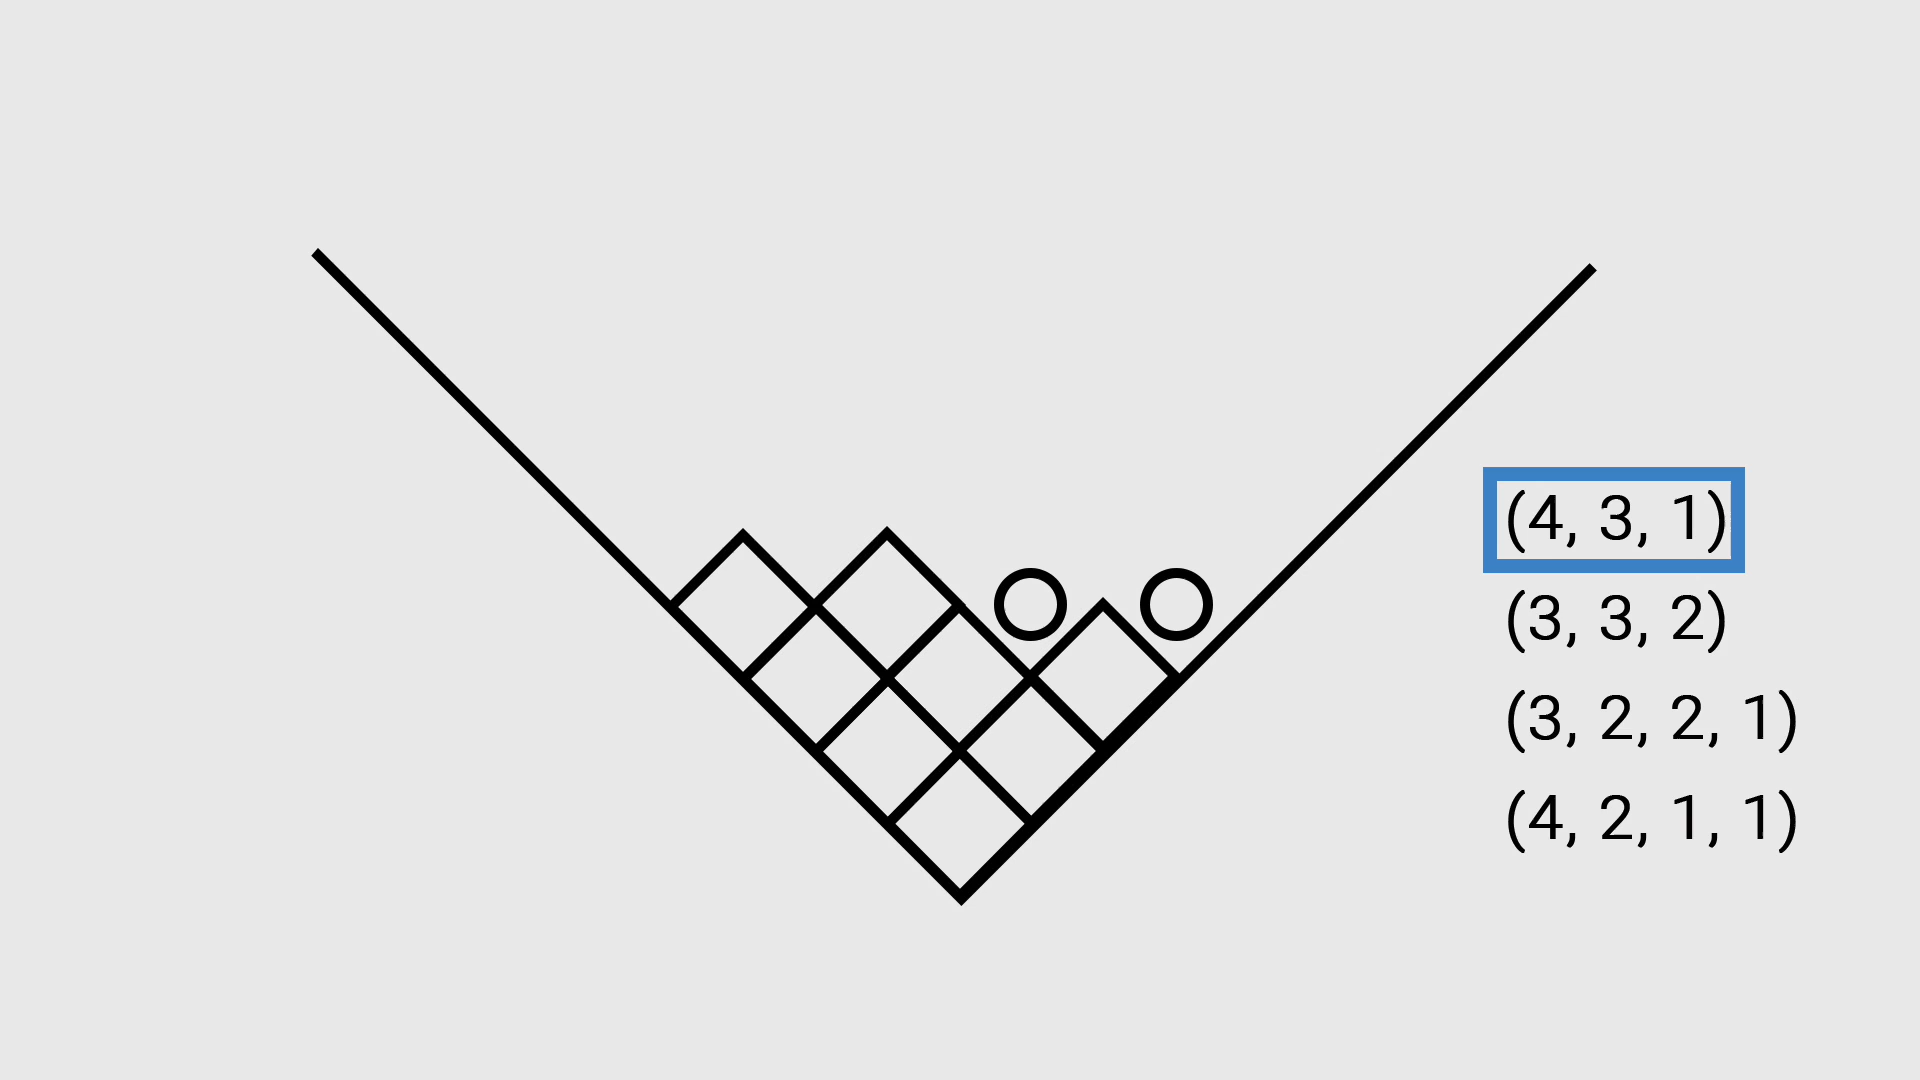 (4, 3, 1)
(3, 3, 2)
(3, 2, 2, 1)
(4, 2, 1, 1)